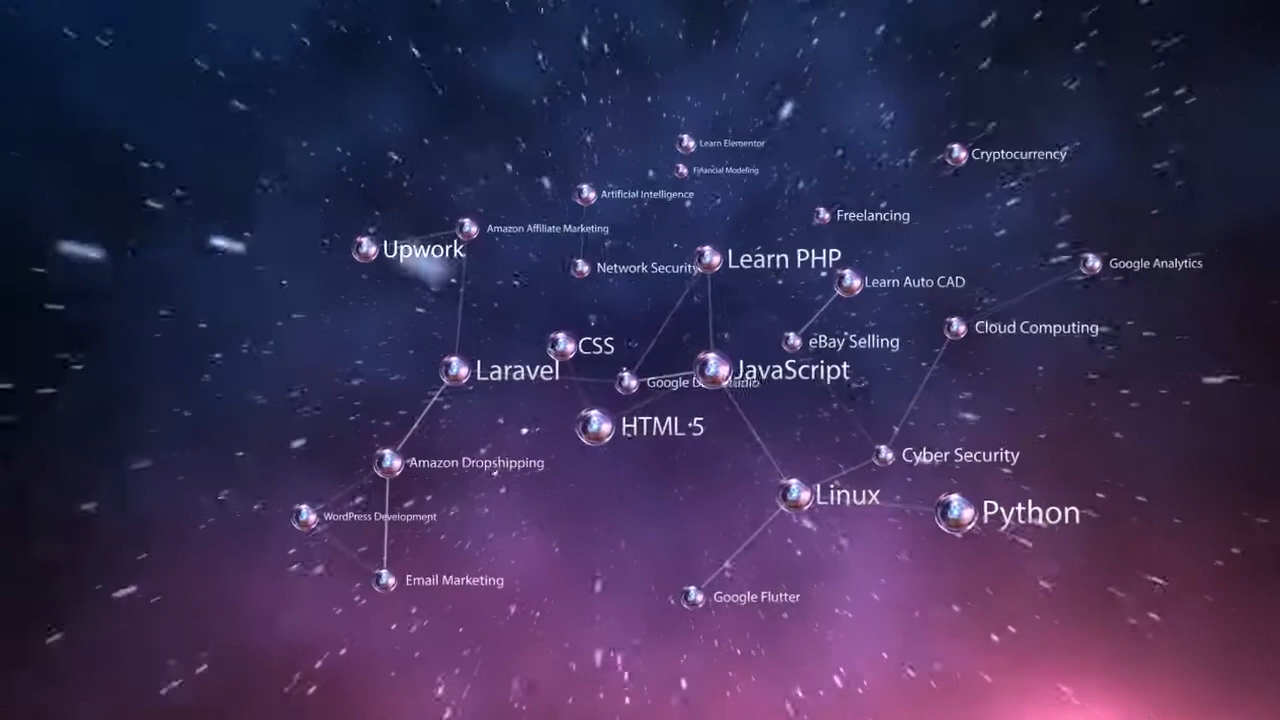 Learn Elementor
Cryptocurrency
Financial Modeling
Artificial Intelligence
Freelancing
Amazon Affiliate Marketing
Upwork
Learn PHP
Google Analytics
Network Security
Learn Auto CAD
Cloud Computing
eBay Selling
CSS
Laravel
JavaScript
Google
HTML 5
Cyber Security
Amazon Dropshipping
Linux
Python
WordPress Development
Email Marketing
Google Flutter